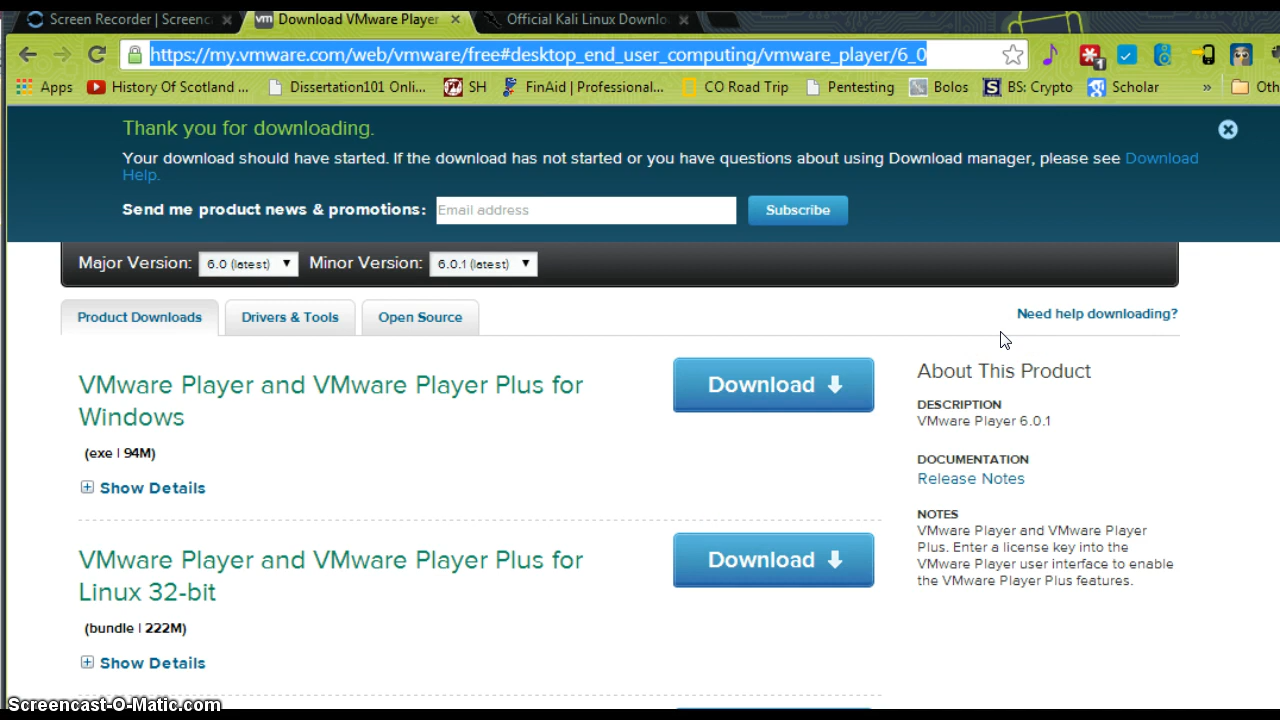 Screen Recorder | Screenc
Download VMware Player
Official Kali Linux Downlo
https://my.vmware.com/web/vmware/free#desktop_end_user_computing/vmware_player/6_0
1
Apps
History Of Scotland ...
Dissertation101 Onli...
SH
FinAid | Professional...
CO Road Trip
Pentesting
Bolos
BS: Crypto
Scholar
»
Oth
Thank you for downloading.
Your download should have started. If the download has not started or you have questions about using Download manager, please see Download
Help.
Send me product news & promotions:
Email address
Subscribe
Major Version:
6.0 (latest)
Minor Version:
6.0.1 (latest)
Product Downloads
Drivers & Tools
Open Source
Need help downloading?
VMware Player and VMware Player Plus for
Windows
(exe | 94M)
Show Details
Download
VMware Player and VMware Player Plus for
Linux 32-bit
(bundle | 222M)
Show Details
Download
About This Product
DESCRIPTION
VMware Player 6.0.1
DOCUMENTATION
Release Notes
NOTES
VMware Player and VMware Player
Plus. Enter a license key into the
VMware Player user interface to enable
the VMware Player Plus features.
Screencast-O-Matic.com